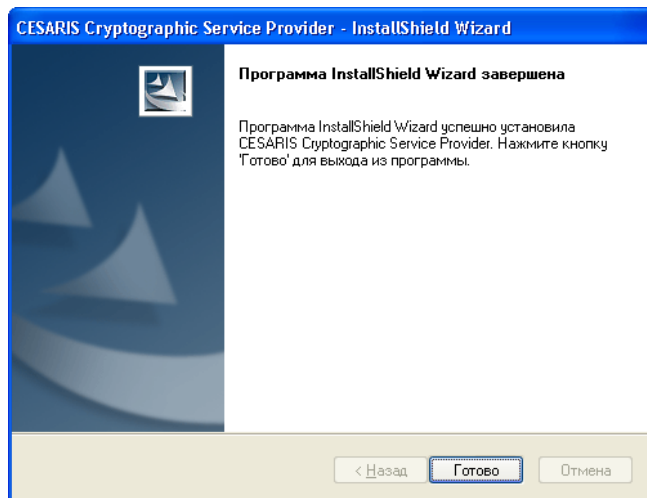 CESARIS Cryptographic Service Provider - InstallShield Wizard
Программа InstallShield Wizard завершена
Программа InstallShield Wizard успешно установила
CESARIS Cryptographic Service Provider. Нажмите кнопку
'Готово' для выхода из программы.
< Назад Готово Отмена